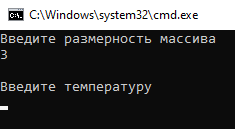 C:\Windows\system32\cmd.exe
Введите размерность массива
3
Введите температуру